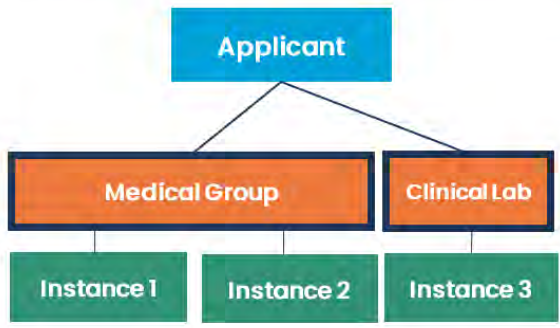 Applicant
Medical Group
Clinical Lab
Instance 1
Instance 2
Instance 3